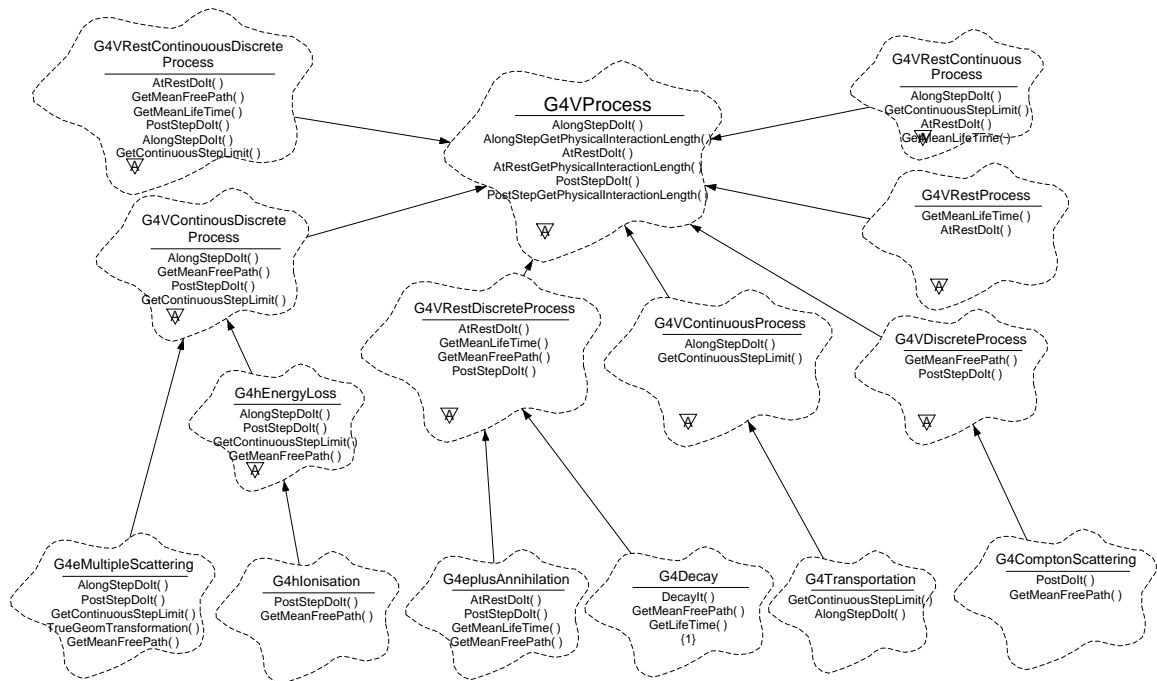 G4VRestContinouousDiscrete
Process
AtRestDoIt( )
GetMeanFreePath( )
GetMeanLifeTime( )
PostStepDoIt( )
AlongStepDoIt( )
GetContinuousStepLimit( )
A
G4VProcess
AlongStepDoIt( )
AlongStepGetPhysicalInteractionLength( )
AtRestDoIt( )
AtRestGetPhysicalInteractionLength( )
PostStepDoIt( )
PostStepGetPhysicalInteractionLength( )
A
G4VRestContinuous
Process
AlongStepDoIt( )
GetContinuousStepLimit( )
AtRestDoIt( )
GetMeanLifeTime( )
A
G4VContinousDiscrete
Process
AlongStepDoIt( )
GetMeanFreePath( )
PostStepDoIt( )
GetContinuousStepLimit( )
A
G4VRestProcess
GetMeanLifeTime( )
AtRestDoIt( )
A
G4VRestDiscreteProcess
AtRestDoIt( )
GetMeanLifeTime( )
GetMeanFreePath( )
PostStepDoIt( )
A
G4VContinuousProcess
AlongStepDoIt( )
GetContinuousStepLimit( )
A
G4VDiscreteProcess
GetMeanFreePath( )
PostStepDoIt( )
A
G4hEnergyLoss
AlongStepDoIt( )
PostStepDoIt( )
GetContinuousStepLimit( )
GetMeanFreePath( )
A
G4eMultipleScattering
AlongStepDoIt( )
PostStepDoIt( )
GetContinuousStepLimit( )
TrueGeomTransformation( )
GetMeanFreePath( )
G4hIonisation
PostStepDoIt( )
GetMeanFreePath( )
G4eplusAnnihilation
AtRestDoIt( )
PostStepDoIt( )
GetMeanLifeTime( )
GetMeanFreePath( )
G4Decay
DecayIt( )
GetMeanFreePath( )
GetLifeTime( )
{1}
G4Transportation
GetContinuousStepLimit( )
AlongStepDoIt( )
G4ComptonScattering
PostDoIt( )
GetMeanFreePath( )